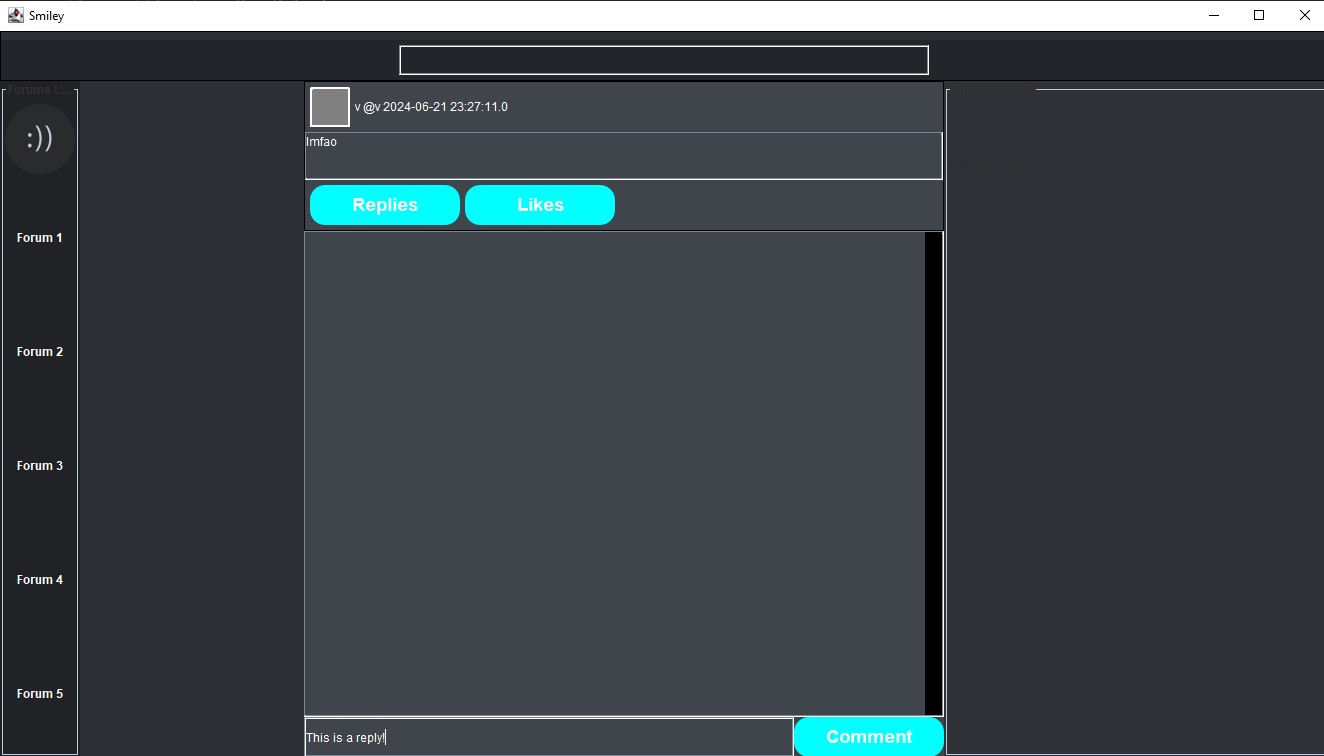 Smiley
Forums L...
:))
v @v 2024-06-21 23:27:11.0
lmfao
Replies Likes
Forum 1
Forum 2
Forum 3
Forum 4
Forum 5
This is a reply!
Comment